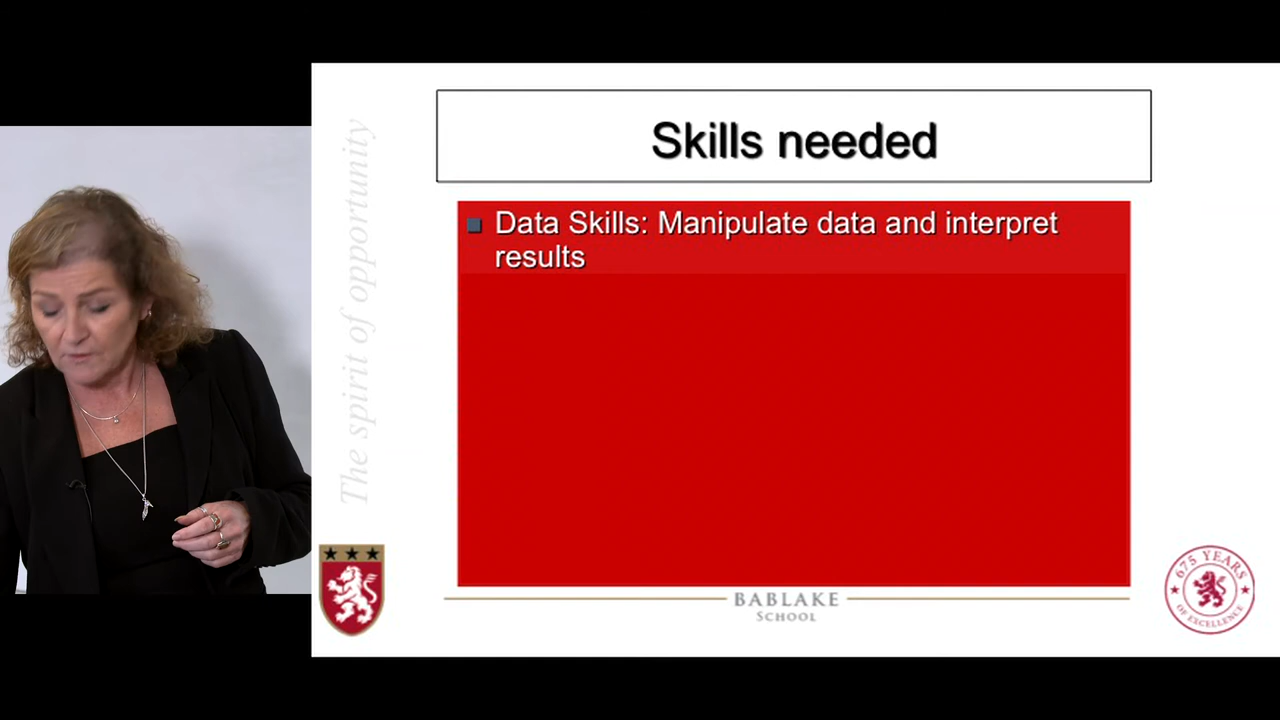 Skills needed
The spirit of opportunity
Data Skills: Manipulate data and interpret
results
BABLAKE
SCHOOL
675 YEARS
OF EXCELLENCE